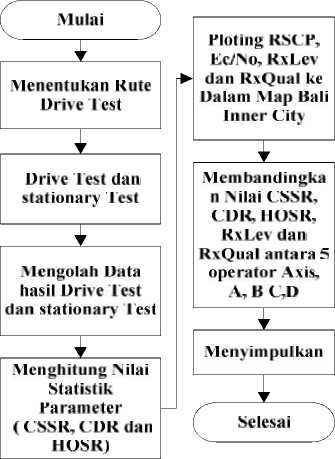 Mulai
Menentukan Rute
Drive Test
Drive Test dan
stationary Test
Mengolah Data
hasil Drive Test
dan stationary Test
Menghitung Nilai
Statistik
Parameter
( CSSR, CDR dan
HOSR)
Ploting RSCP,
Ec/No, RxLev
dan RxQual ke
Dalam Map Bali
Inner City
Membandingka
n Nilai CSSR,
CDR, HOSR,
RxLev dan
RxQual antara 5
operator Axis,
A, B C,D
Menyimpulkan
Selesai